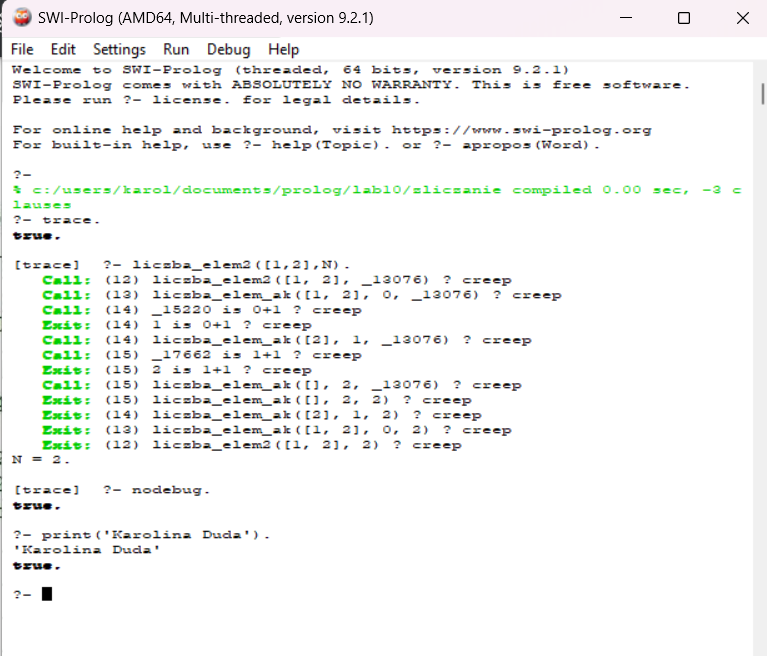 SWI-Prolog (AMD64, Multi-threaded, version 9.2.1)
File Edit Settings Run Debug Help
Welcome to SWI-Prolog (threaded, 64 bits, version 9.2.1)
SWI-Prolog comes with ABSOLUTELY NO WARRANTY. This is free software.
Please run ?- license. for legal details.

For online help and background, visit https://www.swi-prolog.org
For built-in help, use ?- help(Topic). or ?- apropos(Word).

?-
% c:/users/karol/documents/prolog/lab10/zliczanie compiled 0.00 sec, -3 c
lauses
?- trace.
true.

[trace]  ?- liczba_elem2([1,2],N).
   Call: (12) liczba_elem2([1, 2], _13076) ? creep
   Call: (13) liczba_elem_ak([1, 2], 0, _13076) ? creep
   Call: (14) _15220 is 0+1 ? creep
   Exit: (14) 1 is 0+1 ? creep
   Call: (14) liczba_elem_ak([2], 1, _13076) ? creep
   Call: (15) _17662 is 1+1 ? creep
   Exit: (15) 2 is 1+1 ? creep
   Call: (15) liczba_elem_ak([], 2, _13076) ? creep
   Exit: (15) liczba_elem_ak([], 2, 2) ? creep
   Exit: (14) liczba_elem_ak([2], 1, 2) ? creep
   Exit: (13) liczba_elem_ak([1, 2], 0, 2) ? creep
   Exit: (12) liczba_elem2([1, 2], 2) ? creep
N = 2.

[trace]  ?- nodebug.
true.

?- print('Karolina Duda').
'Karolina Duda'
true.

?-